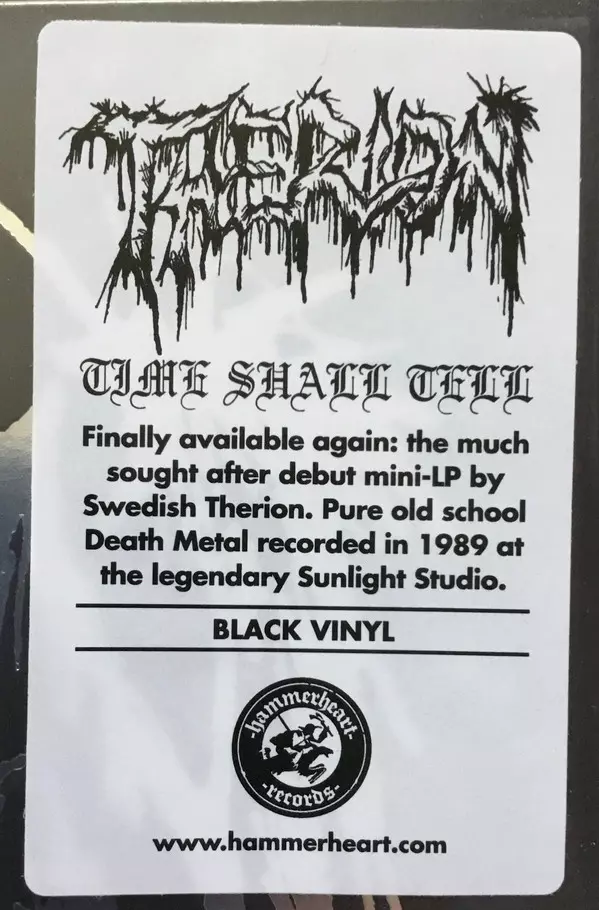 THERION
TIME SHALL TELL
Finally available again: the much
sought after debut mini-LP by
Swedish Therion. Pure old school
Death Metal recorded in 1989 at
the legendary Sunlight Studio.
BLACK VINYL
-hammerheart-
-records-
www.hammerheart.com